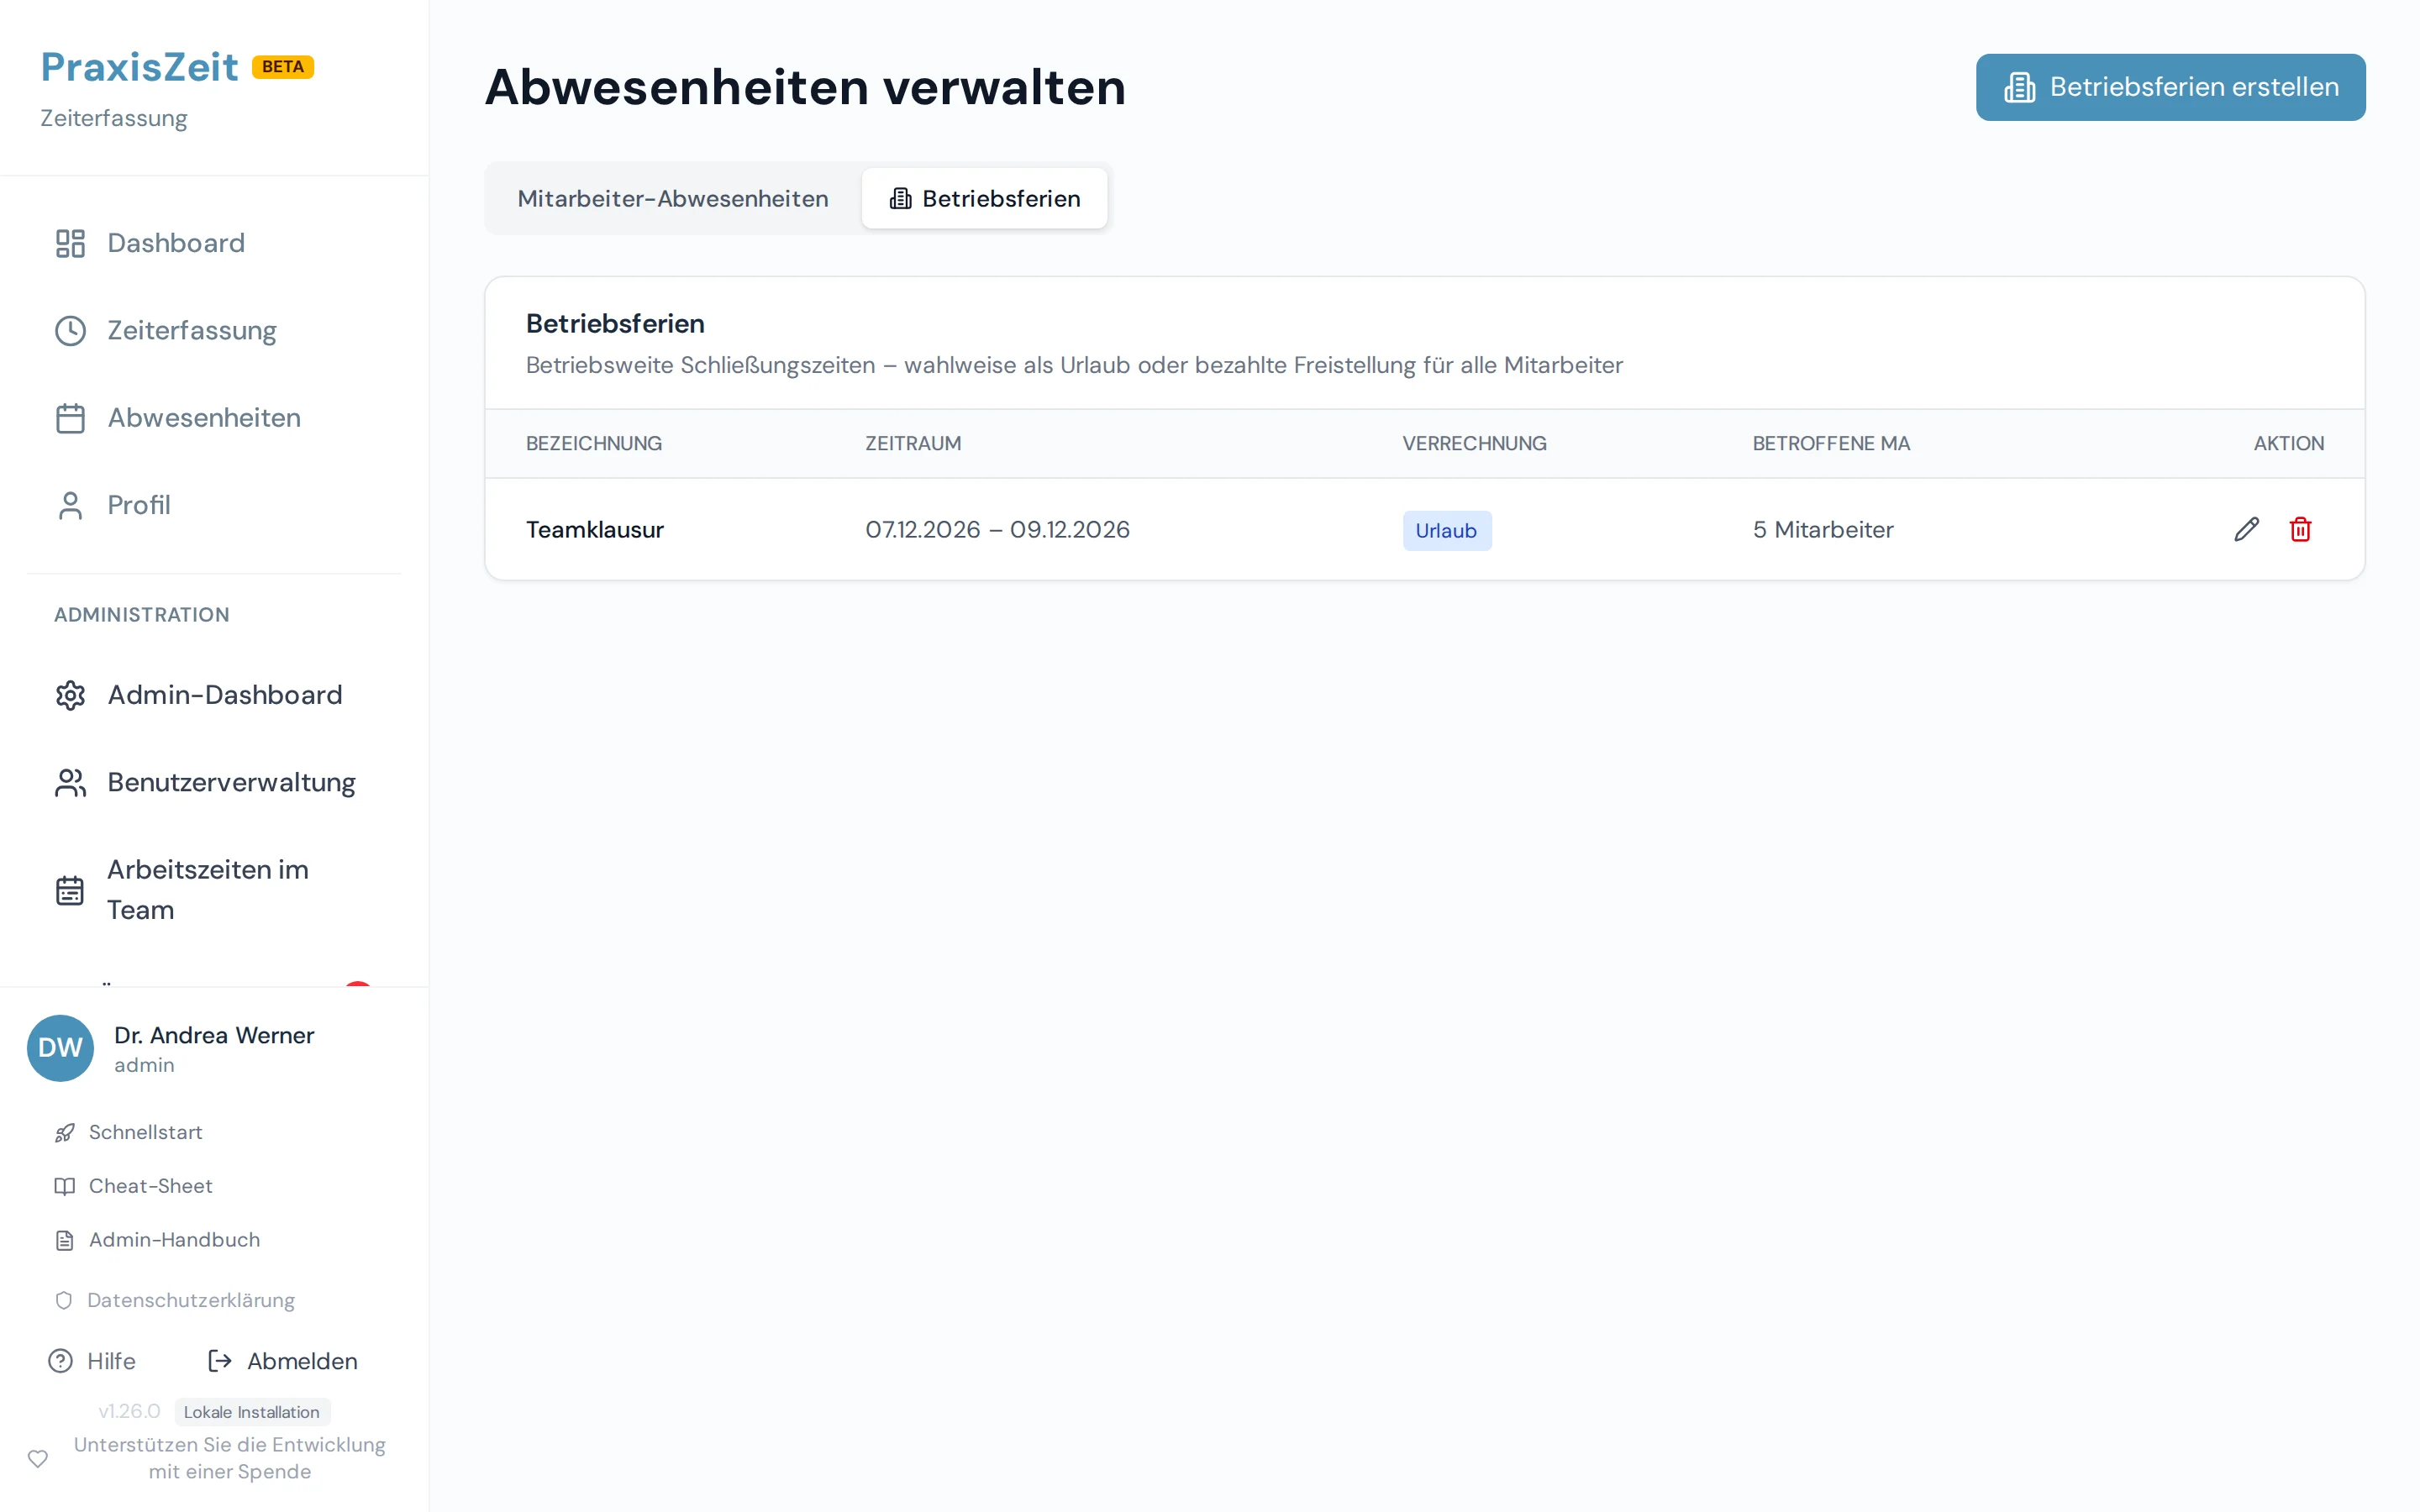 PraxisZeit BETA
Zeiterfassung
Dashboard
Zeiterfassung
Abwesenheiten
Profil
ADMINISTRATION
Admin-Dashboard
Benutzerverwaltung
Arbeitszeiten im
Team
DW
Dr. Andrea Werner
admin
Schnellstart
Cheat-Sheet
Admin-Handbuch
Datenschutzerklärung
Hilfe
Abmelden
v1.26.0 Lokale Installation
Unterstützen Sie die Entwicklung
mit einer Spende
Abwesenheiten verwalten
Betriebsferien erstellen
Mitarbeiter-Abwesenheiten
Betriebsferien
Betriebsferien
Betriebsweite Schließungszeiten – wahlweise als Urlaub oder bezahlte Freistellung für alle Mitarbeiter
BEZEICHNUNG ZEITRAUM VERRECHNUNG BETROFFENE MA AKTION
Teamklausur 07.12.2026 – 09.12.2026 Urlaub 5 Mitarbeiter